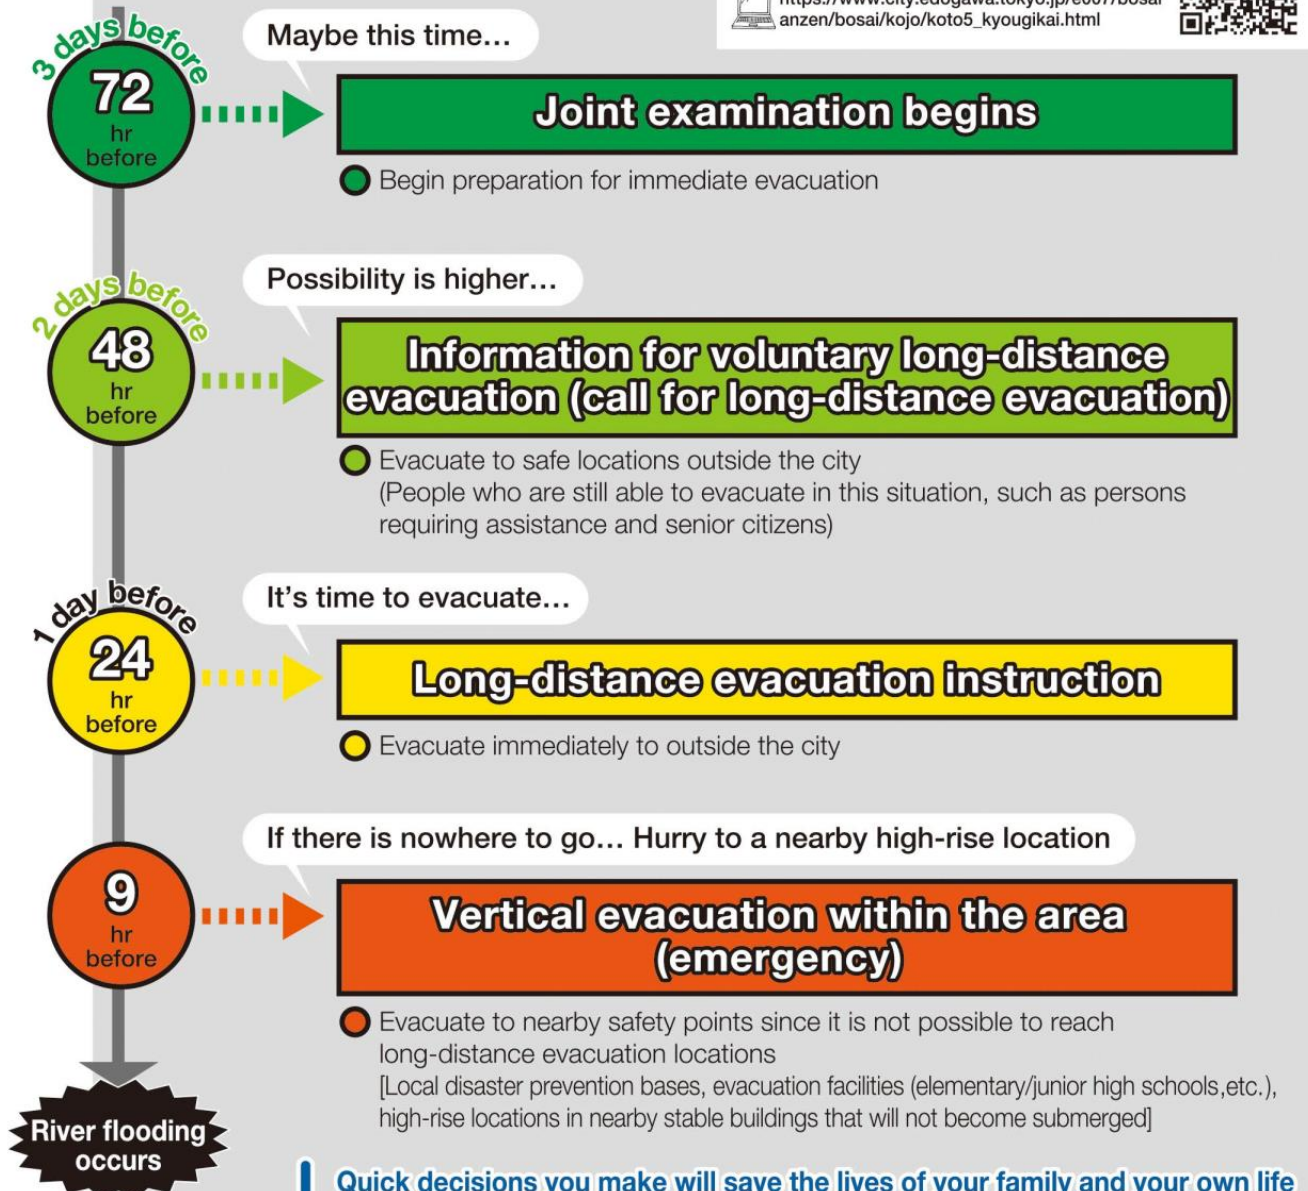 https://www.city.edogawa.tokyo.jp/e007/bosai
anzen/bosai/kojo/koto5_kyougikai.html
3 days before
72
hr
before
Maybe this time…
Joint examination begins
Begin preparation for immediate evacuation
2 days before
48
hr
before
Possibility is higher…
Information for voluntary long-distance
evacuation (call for long-distance evacuation)
Evacuate to safe locations outside the city
(People who are still able to evacuate in this situation, such as persons
requiring assistance and senior citizens)
1 day before
24
hr
before
It's time to evacuate…
Long-distance evacuation instruction
Evacuate immediately to outside the city
9
hr
before
If there is nowhere to go… Hurry to a nearby high-rise location
Vertical evacuation within the area
(emergency)
Evacuate to nearby safety points since it is not possible to reach
long-distance evacuation locations
[Local disaster prevention bases, evacuation facilities (elementary/junior high schools,etc.),
high-rise locations in nearby stable buildings that will not become submerged]
River flooding
occurs
Quick decisions you make will save the lives of your family and your own life